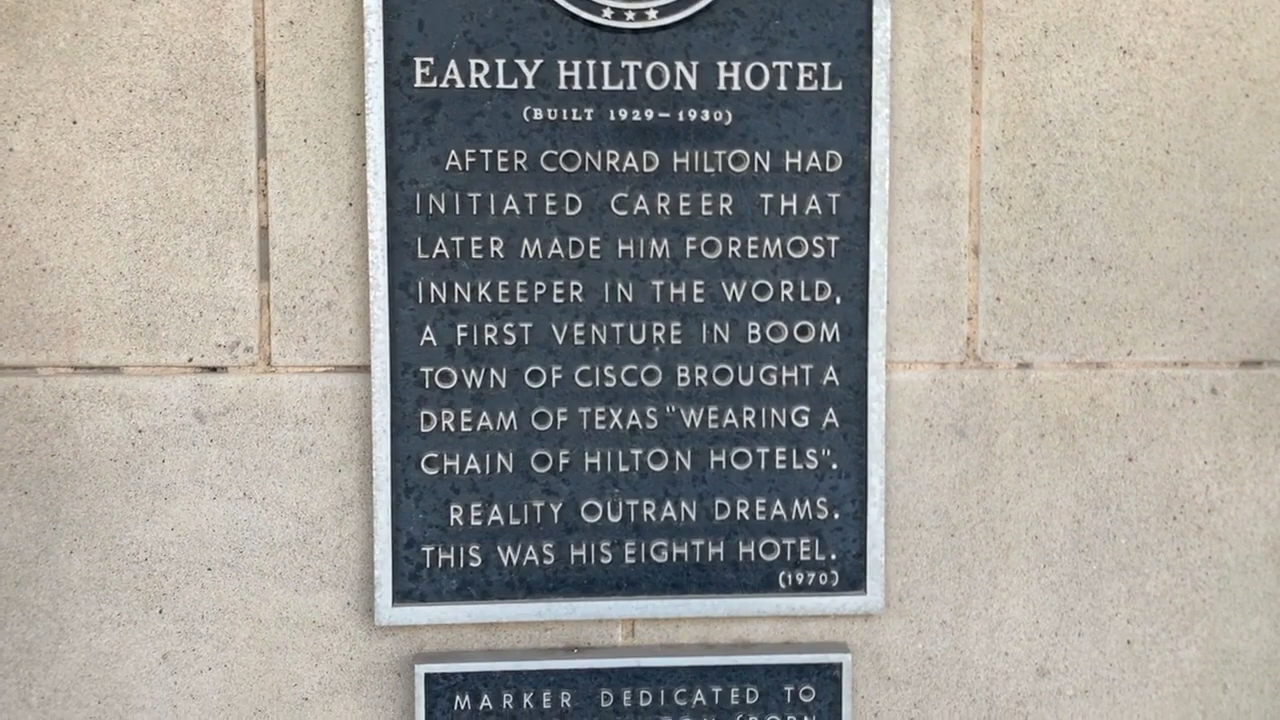 EARLY HILTON HOTEL
(BUILT 1929-1930)
AFTER CONRAD HILTON HAD
INITIATED CAREER THAT
LATER MADE HIM FOREMOST
INNKEEPER IN THE WORLD,
A FIRST VENTURE IN BOOM
TOWN OF CISCO BROUGHT A
DREAM OF TEXAS "WEARING A
CHAIN OF HILTON HOTELS".
REALITY OUTRAN DREAMS.
THIS WAS HIS EIGHTH HOTEL.
(1970)
MARKER DEDICATED TO
(BORN